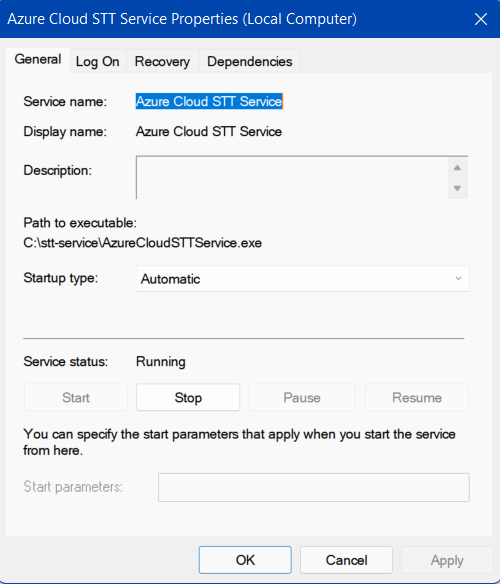 Azure Cloud STT Service Properties (Local Computer)
General Log On Recovery Dependencies
Service name: Azure Cloud STT Service
Display name: Azure Cloud STT Service
Description:
Path to executable:
C:\stt-service\AzureCloudSTTService.exe
Startup type: Automatic
Service status: Running
Start Stop Pause Resume
You can specify the start parameters that apply when you start the service
from here.
Start parameters:
OK Cancel Apply